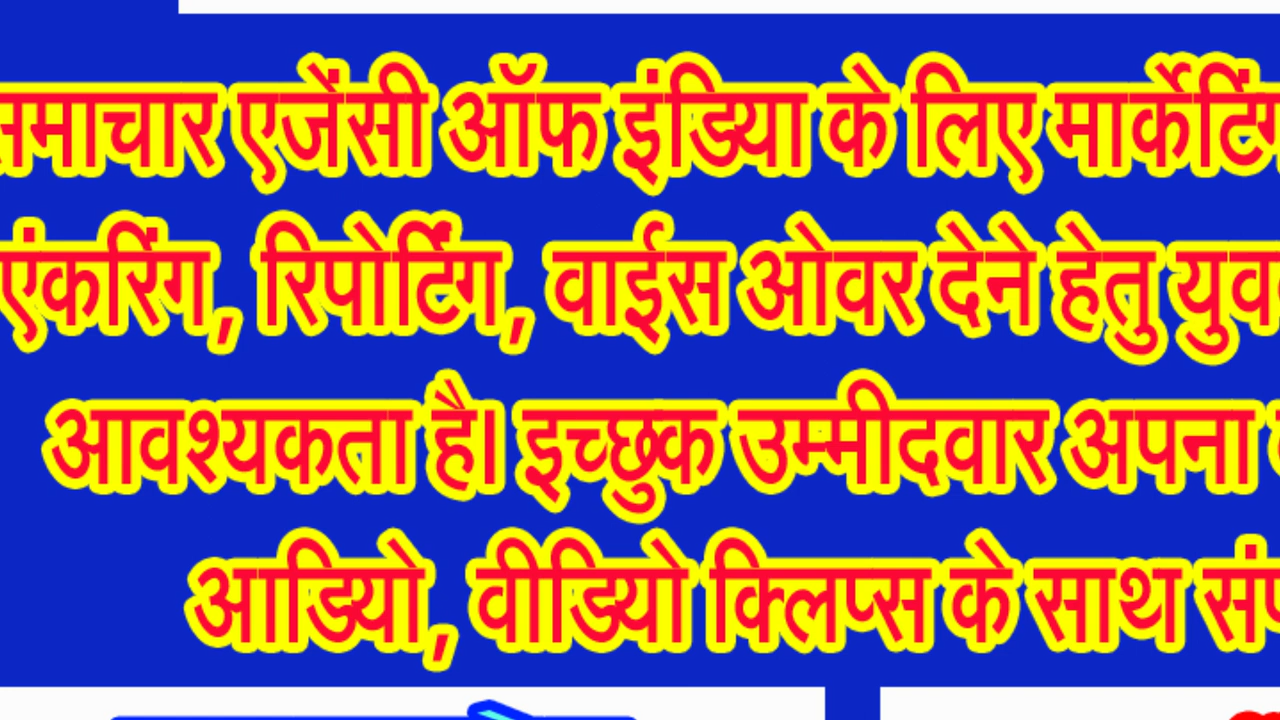 समाचार एजेंसी ऑफ इंडिया के लिए मार्केटिंग
एंकरिंग, रिपोर्टिंग, वाईस ओवर देने हेतु
आवश्यकता है। इच्छुक उम्मीदवार अपना
आडियो, वीडियो क्लिप्स के साथ